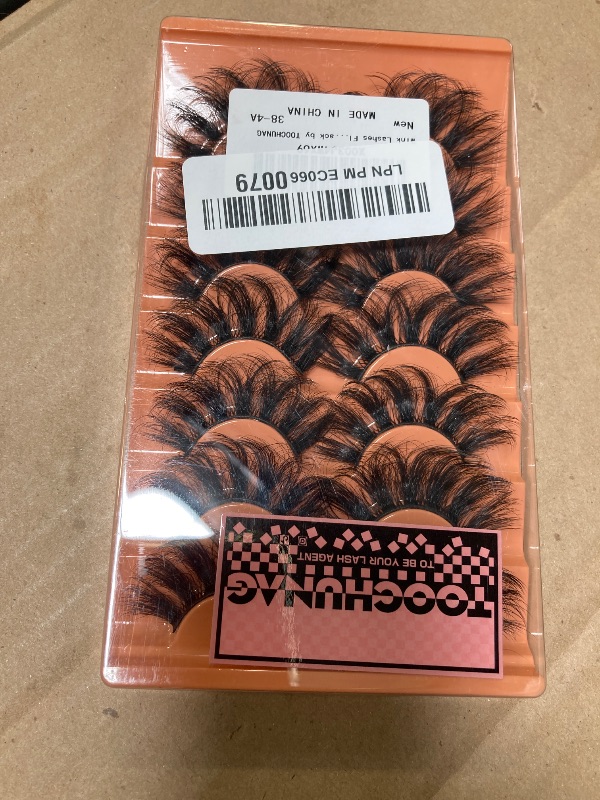 LPN PM EC0660079
Mink Lashes Fl... ack by TOOCHUNAG
New
38-4A
MADE IN CHINA
TOOCHUNAG
TO BE YOUR LASH AGENT